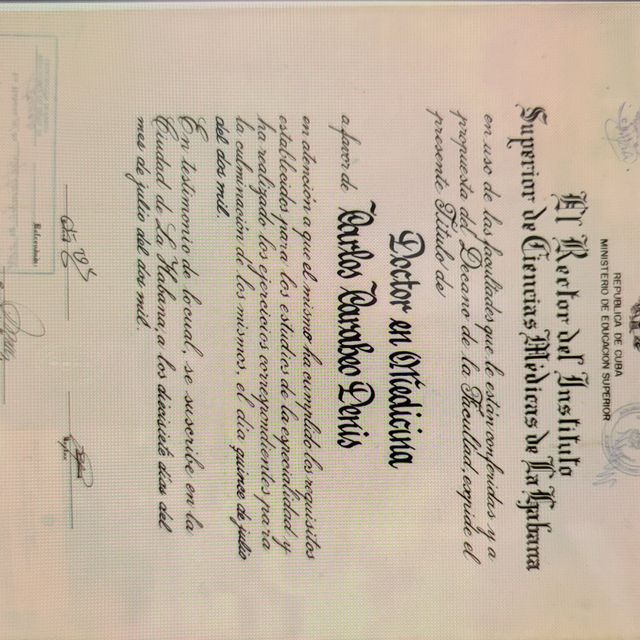 REPUBLICA DE CUBA
MINISTERIO DE EDUCACION SUPERIOR
El Rector del Instituto
Superior de Ciencias Médicas de La Habana
en uso de las facultades que le están conferidas y a
propuesta del Decano de la Facultad, expide el
presente Título de
Doctor en Medicina
a favor de Carlos Carabeo Denis
en atención a que el mismo ha cumplido los requisitos
establecidos para los estudios de la especialidad y
ha realizado los ejercicios correspondientes para
la culminación de los mismos, el día quince de julio
del dos mil.
En testimonio de lo cual, se suscribe en la
Ciudad de La Habana, a los diecisiete días del
mes de julio del dos mil.
Refrendado: